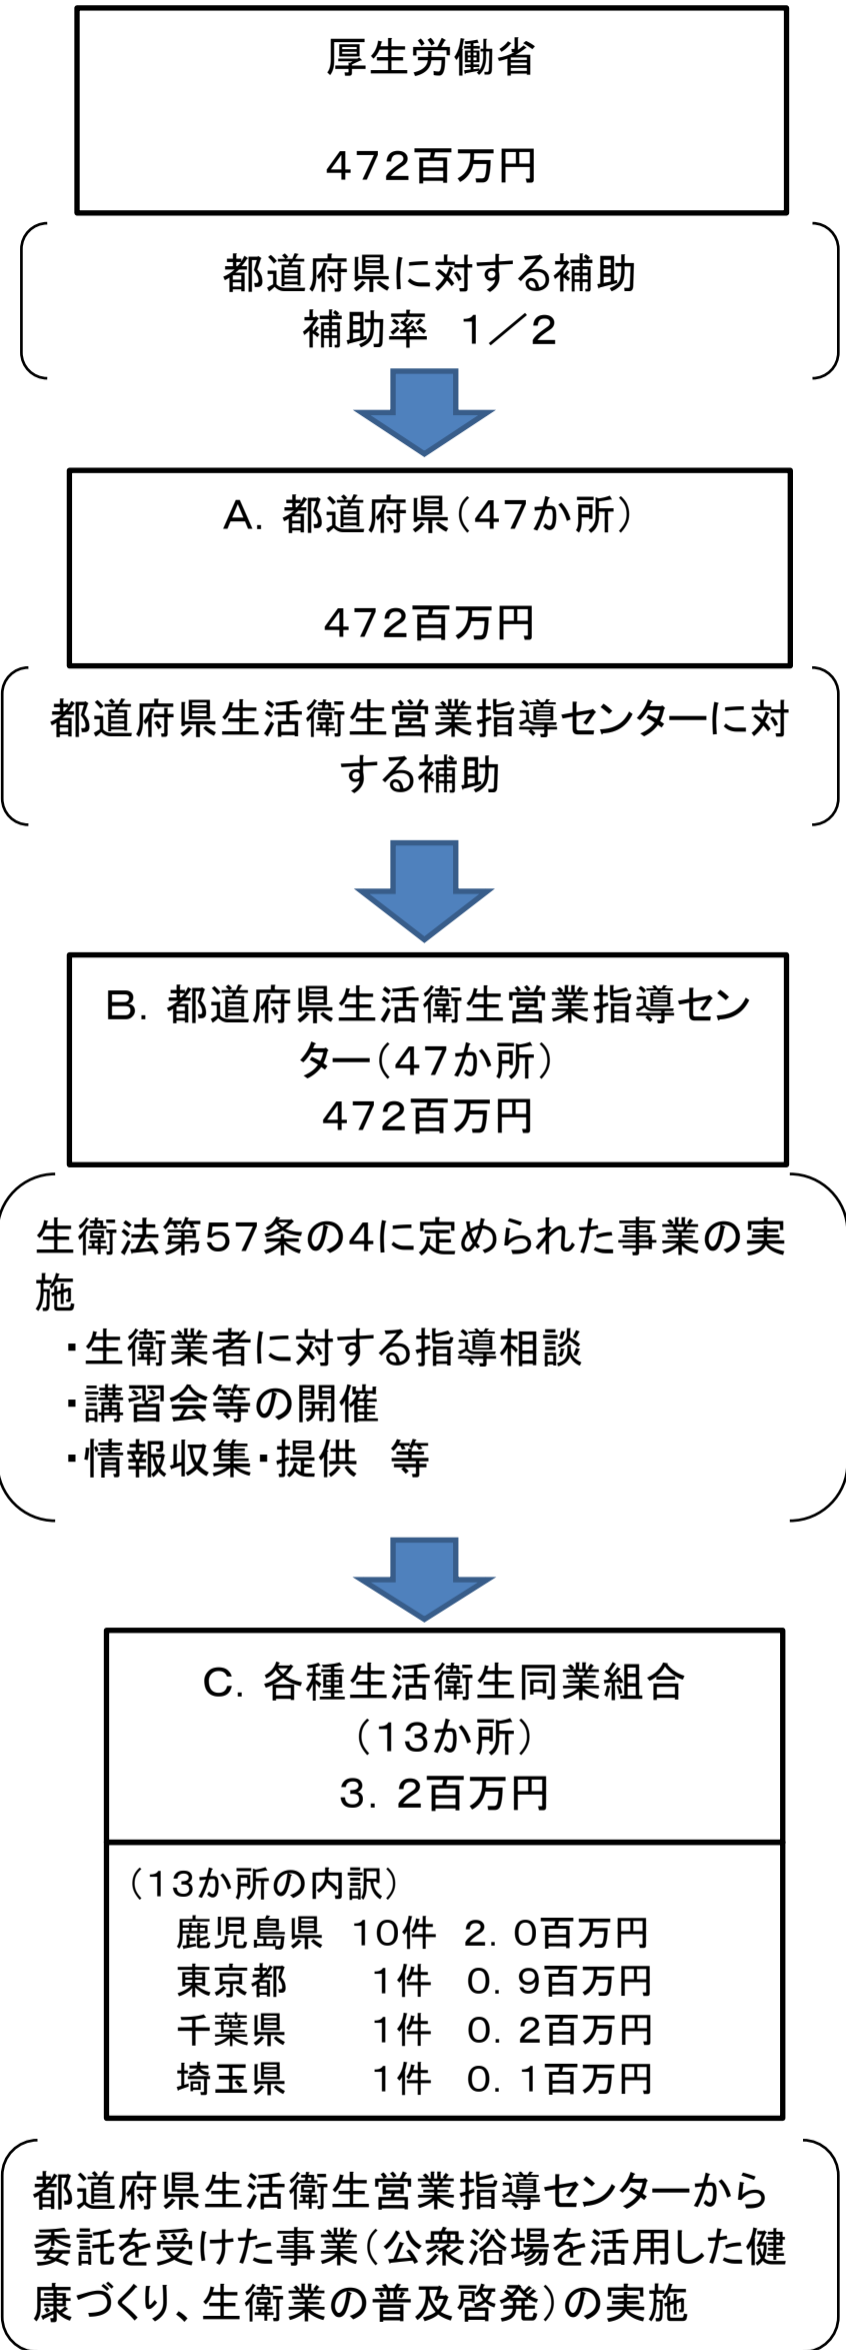 厚生労働省
472百万円
都道府県に対する補助
補助率　1／2
A．都道府県（47か所）
472百万円
都道府県生活衛生営業指導センターに対
する補助
B．都道府県生活衛生営業指導セン
ター（47か所）
472百万円
生衛法第57条の4に定められた事業の実
施
・生衛業者に対する指導相談
・講習会等の開催
・情報収集・提供　等
C．各種生活衛生同業組合
（13か所）
3．2百万円
（13か所の内訳）
鹿児島県　10件　2．0百万円
東京都　　1件　0．9百万円
千葉県　　1件　0．2百万円
埼玉県　　1件　0．1百万円
都道府県生活衛生営業指導センターから
委託を受けた事業（公衆浴場を活用した健
康づくり、生衛業の普及啓発）の実施